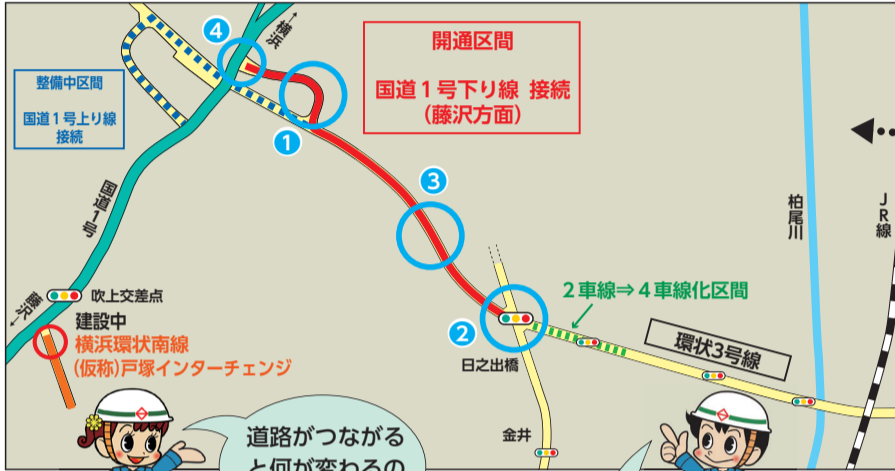 ④
←横浜
開通区間
国道1号下り線 接続
(藤沢方面)
整備中区間
国道1号上り線
接続
①
③
国道1号
柏尾川
JR線
2車線⇒4車線化区間
藤沢→
吹上交差点
建設中
横浜環状南線
(仮称)戸塚インターチェンジ
②
日之出橋
環状3号線
金井
道路がつながる
と何が変わるの